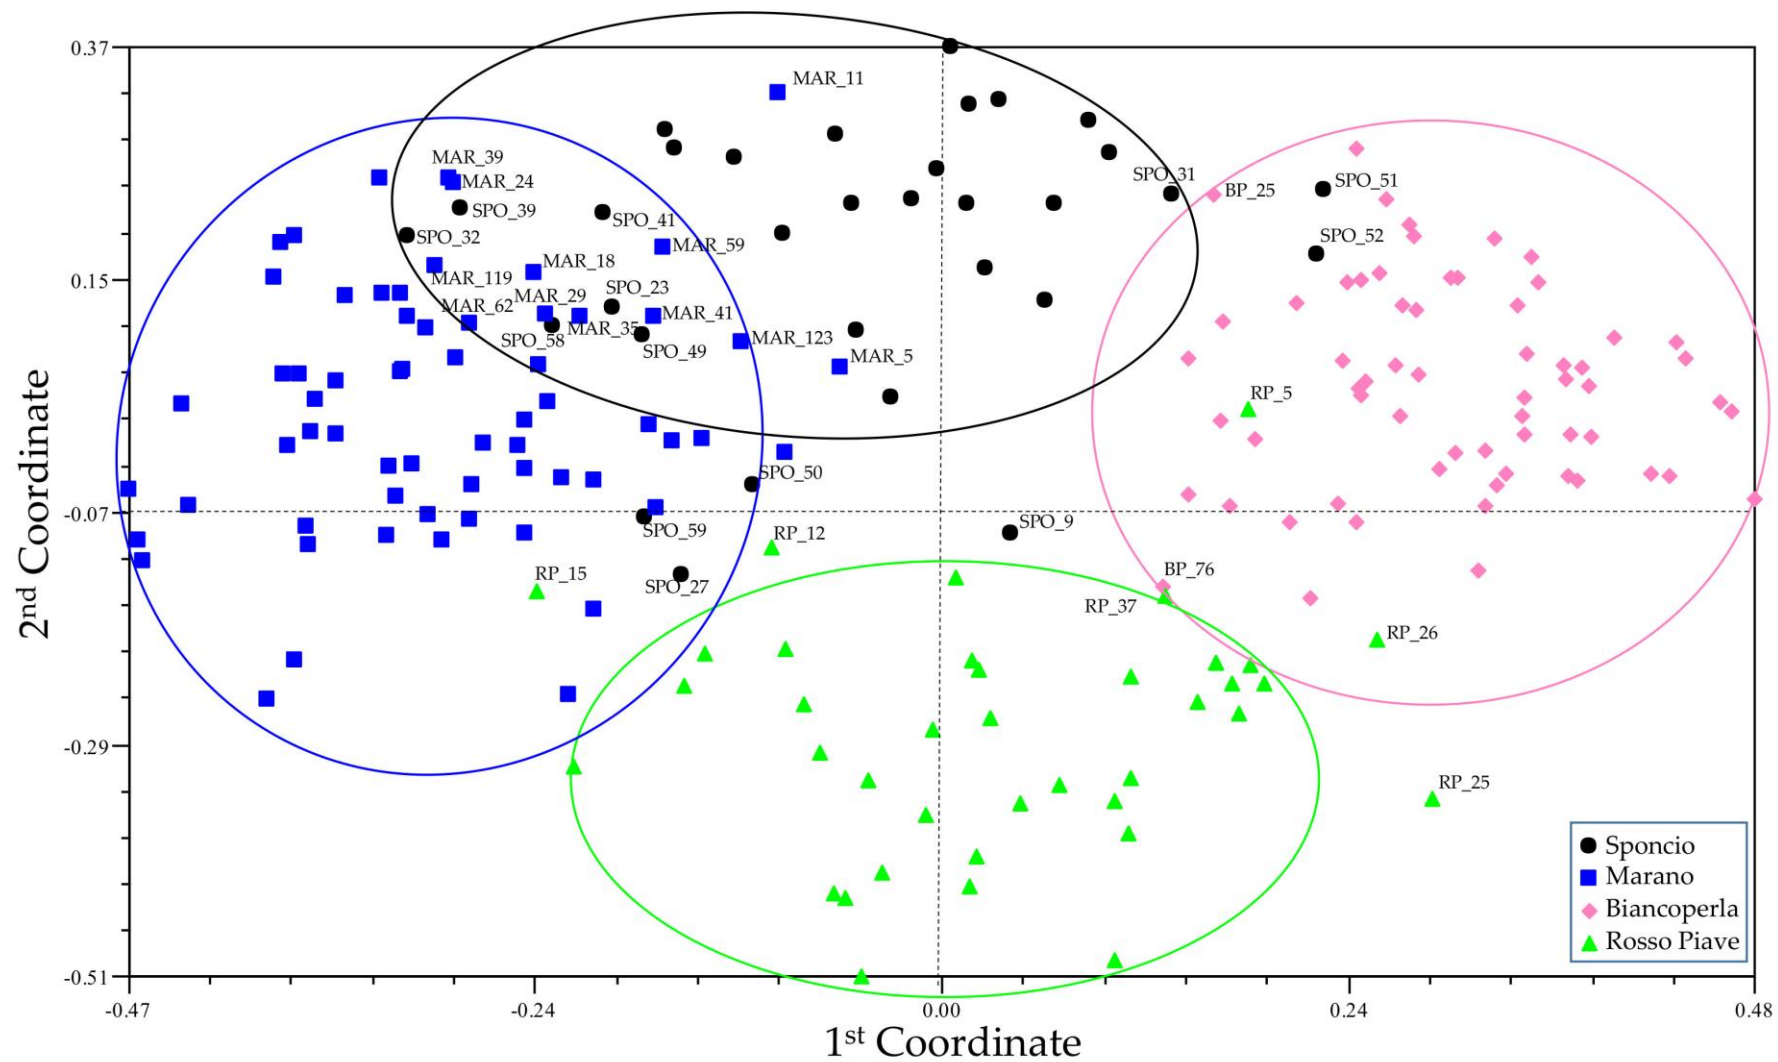 0.37
MAR_11
MAR_39
MAR_24
SPO_31
SPO_51
BP_25
SPO_39
SPO_41
SPO_32
MAR_59
SPO_52
MAR_18
0.15
MAR_119
SPO_23
MAR_62
MAR_29
MAR_41
MAR_35
SPO_58
SPO_49
MAR_123
MAR_5
RP_5
SPO_50
-0.07
SPO_59
SPO_9
RP_12
RP_15
SPO_27
BP_76
RP_37
RP_26
-0.29
RP_25
-0.51
2nd Coordinate
Sponcio
Marano
Biancoperla
Rosso Piave
-0.47
-0.24
0.00
0.24
0.48
1st Coordinate